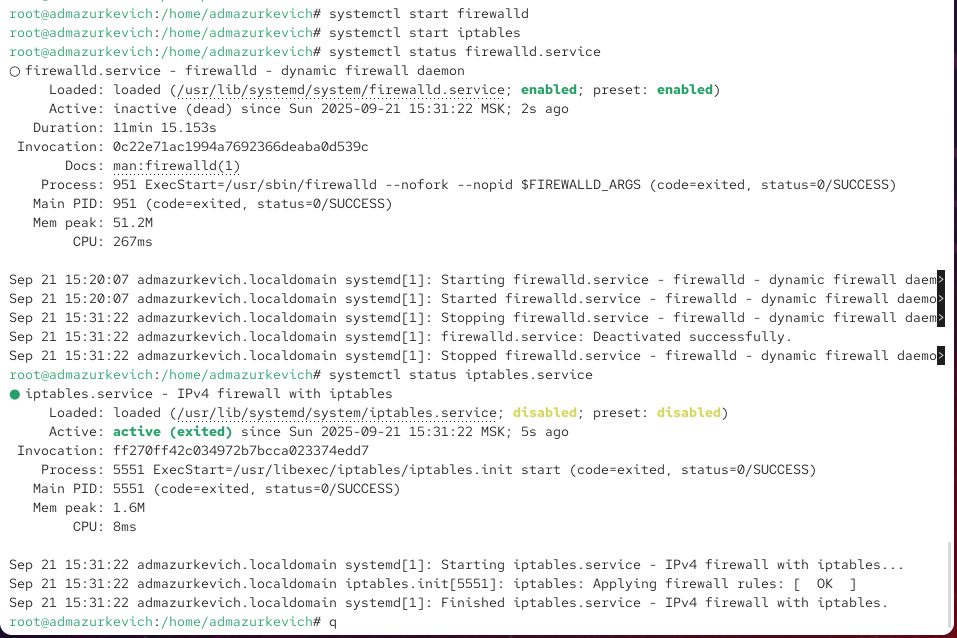 root@admazurkevich:/home/admazurkevich# systemctl start firewalld
root@admazurkevich:/home/admazurkevich# systemctl start iptables
root@admazurkevich:/home/admazurkevich# systemctl status firewalld.service
○ firewalld.service - firewalld - dynamic firewall daemon
     Loaded: loaded (/usr/lib/systemd/system/firewalld.service; enabled; preset: enabled)
     Active: inactive (dead) since Sun 2025-09-21 15:31:22 MSK; 2s ago
   Duration: 11min 15.153s
 Invocation: 0c22e71ac1994a7692366deaba0d539c
       Docs: man:firewalld(1)
    Process: 951 ExecStart=/usr/sbin/firewalld --nofork --nopid $FIREWALLD_ARGS (code=exited, status=0/SUCCESS)
   Main PID: 951 (code=exited, status=0/SUCCESS)
   Mem peak: 51.2M
        CPU: 267ms

Sep 21 15:20:07 admazurkevich.localdomain systemd[1]: Starting firewalld.service - firewalld - dynamic firewall daem>
Sep 21 15:20:07 admazurkevich.localdomain systemd[1]: Started firewalld.service - firewalld - dynamic firewall daemo>
Sep 21 15:31:22 admazurkevich.localdomain systemd[1]: Stopping firewalld.service - firewalld - dynamic firewall daem>
Sep 21 15:31:22 admazurkevich.localdomain systemd[1]: firewalld.service: Deactivated successfully.
Sep 21 15:31:22 admazurkevich.localdomain systemd[1]: Stopped firewalld.service - firewalld - dynamic firewall daemo>
root@admazurkevich:/home/admazurkevich# systemctl status iptables.service
● iptables.service - IPv4 firewall with iptables
     Loaded: loaded (/usr/lib/systemd/system/iptables.service; disabled; preset: disabled)
     Active: active (exited) since Sun 2025-09-21 15:31:22 MSK; 5s ago
 Invocation: ff270ff42c034972b7bcca023374edd7
    Process: 5551 ExecStart=/usr/libexec/iptables/iptables.init start (code=exited, status=0/SUCCESS)
   Main PID: 5551 (code=exited, status=0/SUCCESS)
   Mem peak: 1.6M
        CPU: 8ms

Sep 21 15:31:22 admazurkevich.localdomain systemd[1]: Starting iptables.service - IPv4 firewall with iptables...
Sep 21 15:31:22 admazurkevich.localdomain iptables.init[5551]: iptables: Applying firewall rules: [  OK  ]
Sep 21 15:31:22 admazurkevich.localdomain systemd[1]: Finished iptables.service - IPv4 firewall with iptables.
root@admazurkevich:/home/admazurkevich# q